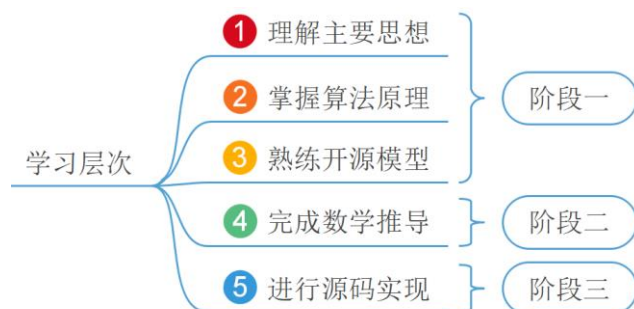 1 理解主要思想
2 掌握算法原理
阶段一
学习层次
3 熟练开源模型
4 完成数学推导
阶段二
5 进行源码实现
阶段三